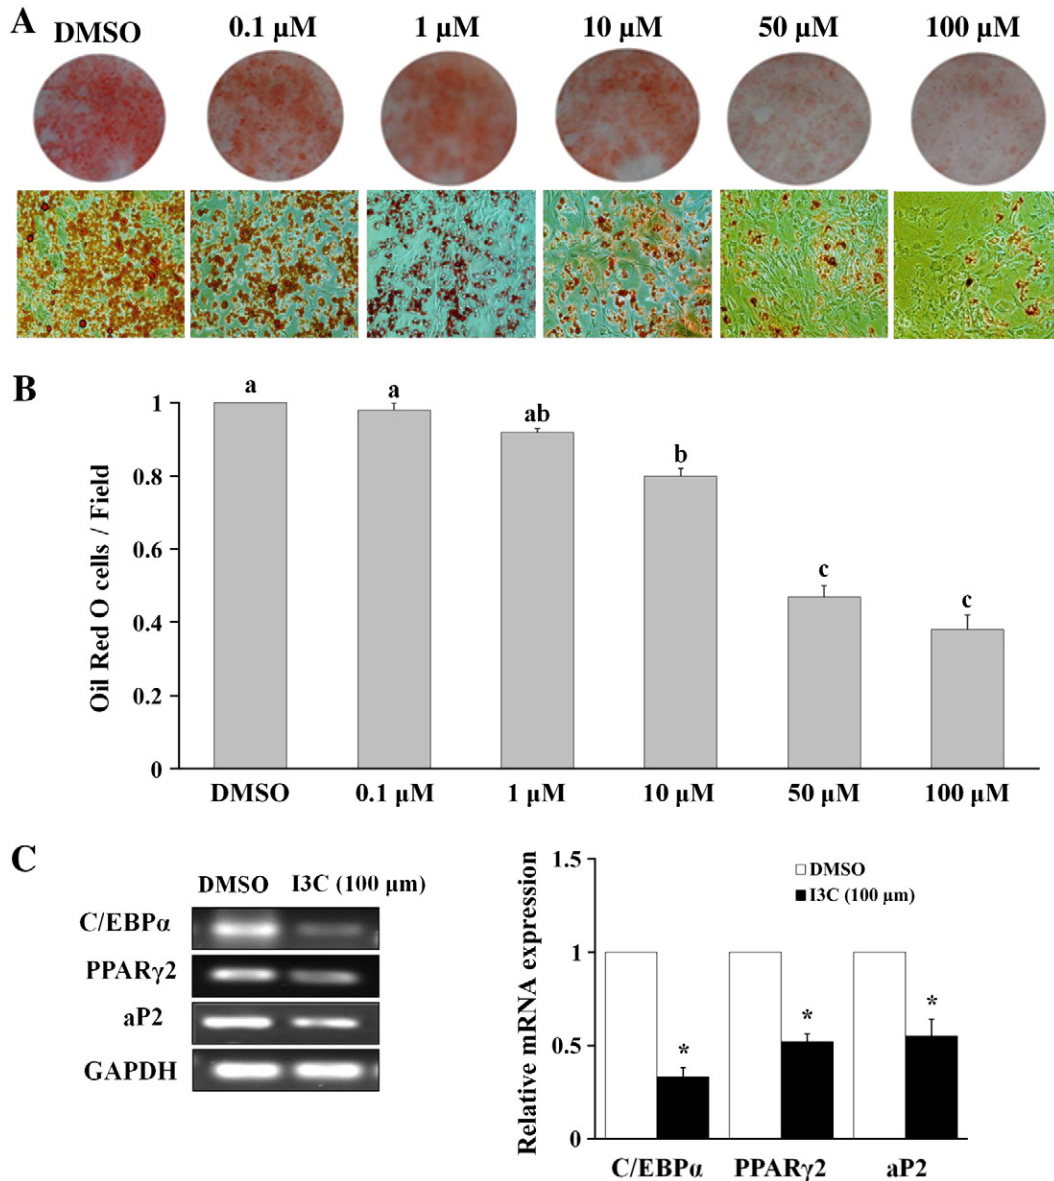 A
DMSO 0.1 μM 1 μM 10 μM 50 μM 100 μM
B
Oil Red O cells / Field
1
0.8
0.6
0.4
0.2
0
a a ab b c c
DMSO 0.1 μM 1 μM 10 μM 50 μM 100 μM
C
DMSO I3C (100 μm)
C/EBPα
PPARγ2
aP2
GAPDH
Relative mRNA expression
1.5
1
0.5
0
DMSO
I3C (100 μm)
* * *
C/EBPα PPARγ2 aP2